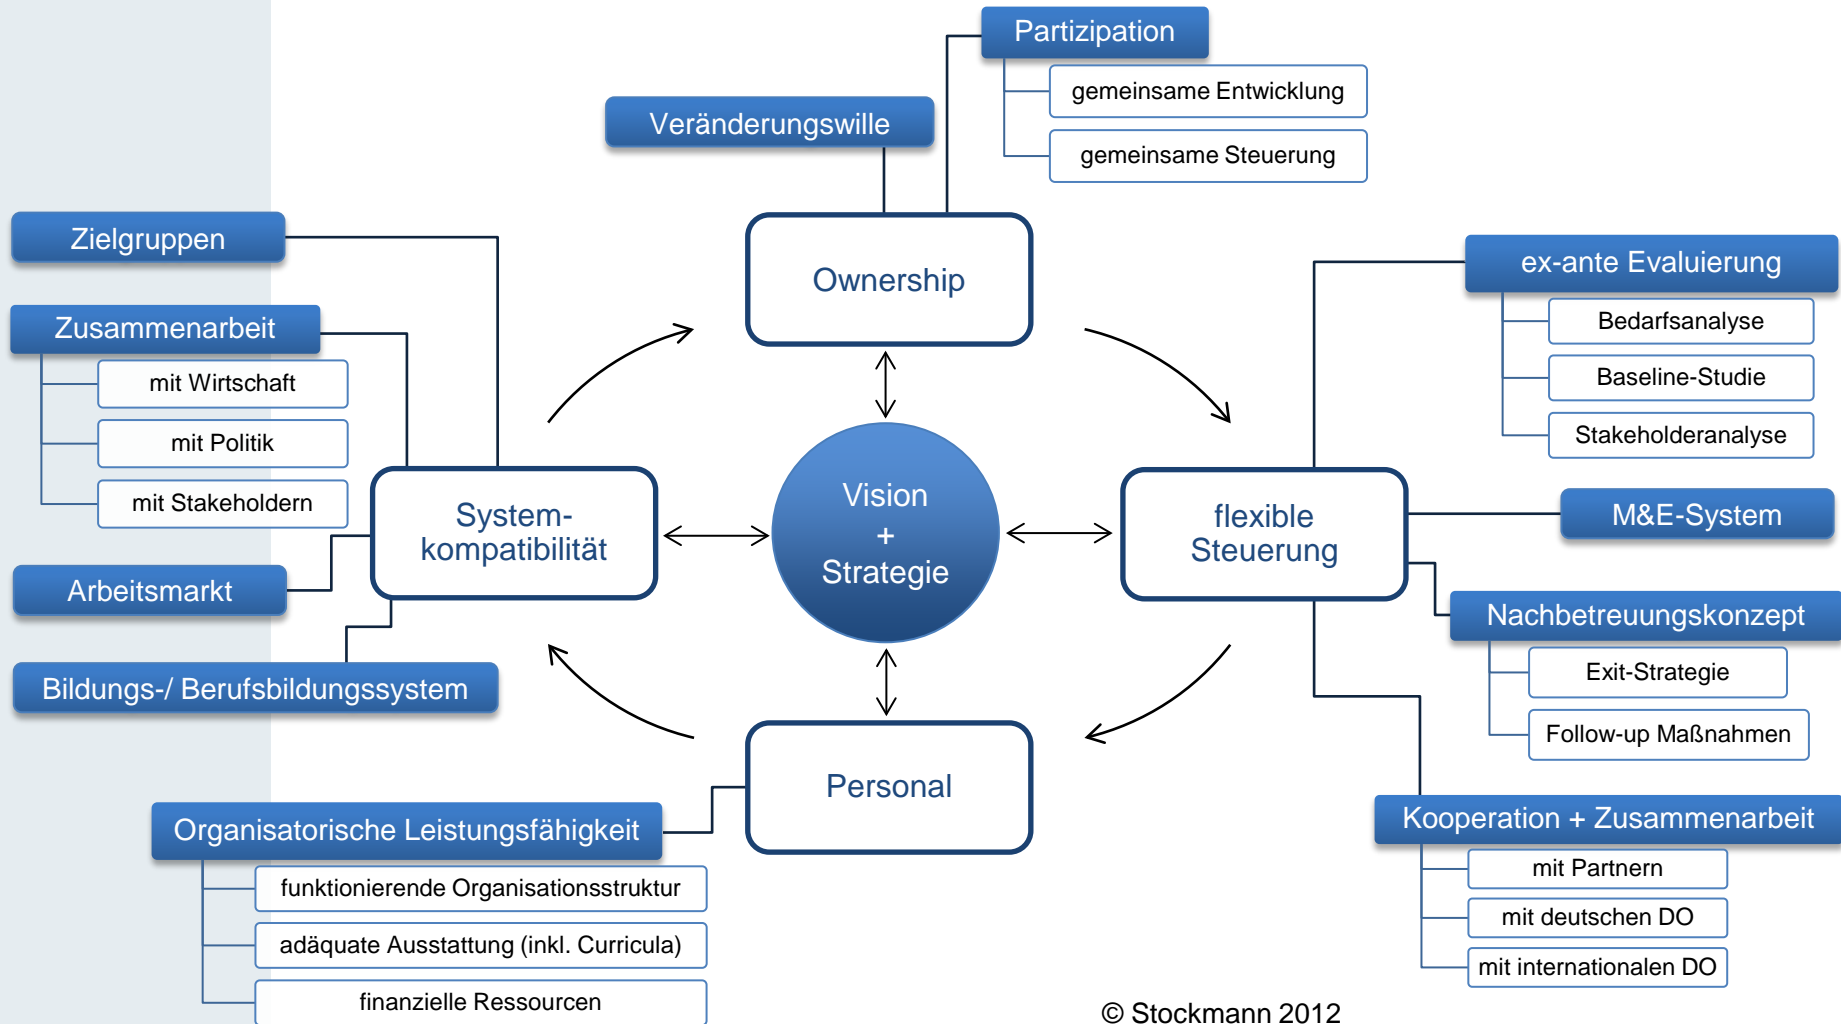 Partizipation
gemeinsame Entwicklung
gemeinsame Steuerung
Veränderungswille
Ownership
Zielgruppen
Zusammenarbeit
mit Wirtschaft
mit Politik
mit Stakeholdern
Arbeitsmarkt
Bildungs-/ Berufsbildungssystem
System-
kompatibilität
Vision
+
Strategie
flexible
Steuerung
ex-ante Evaluierung
Bedarfsanalyse
Baseline-Studie
Stakeholderanalyse
M&E-System
Nachbetreuungskonzept
Exit-Strategie
Follow-up Maßnahmen
Kooperation + Zusammenarbeit
mit Partnern
mit deutschen DO
mit internationalen DO
Personal
Organisatorische Leistungsfähigkeit
funktionierende Organisationsstruktur
adäquate Ausstattung (inkl. Curricula)
finanzielle Ressourcen
© Stockmann 2012